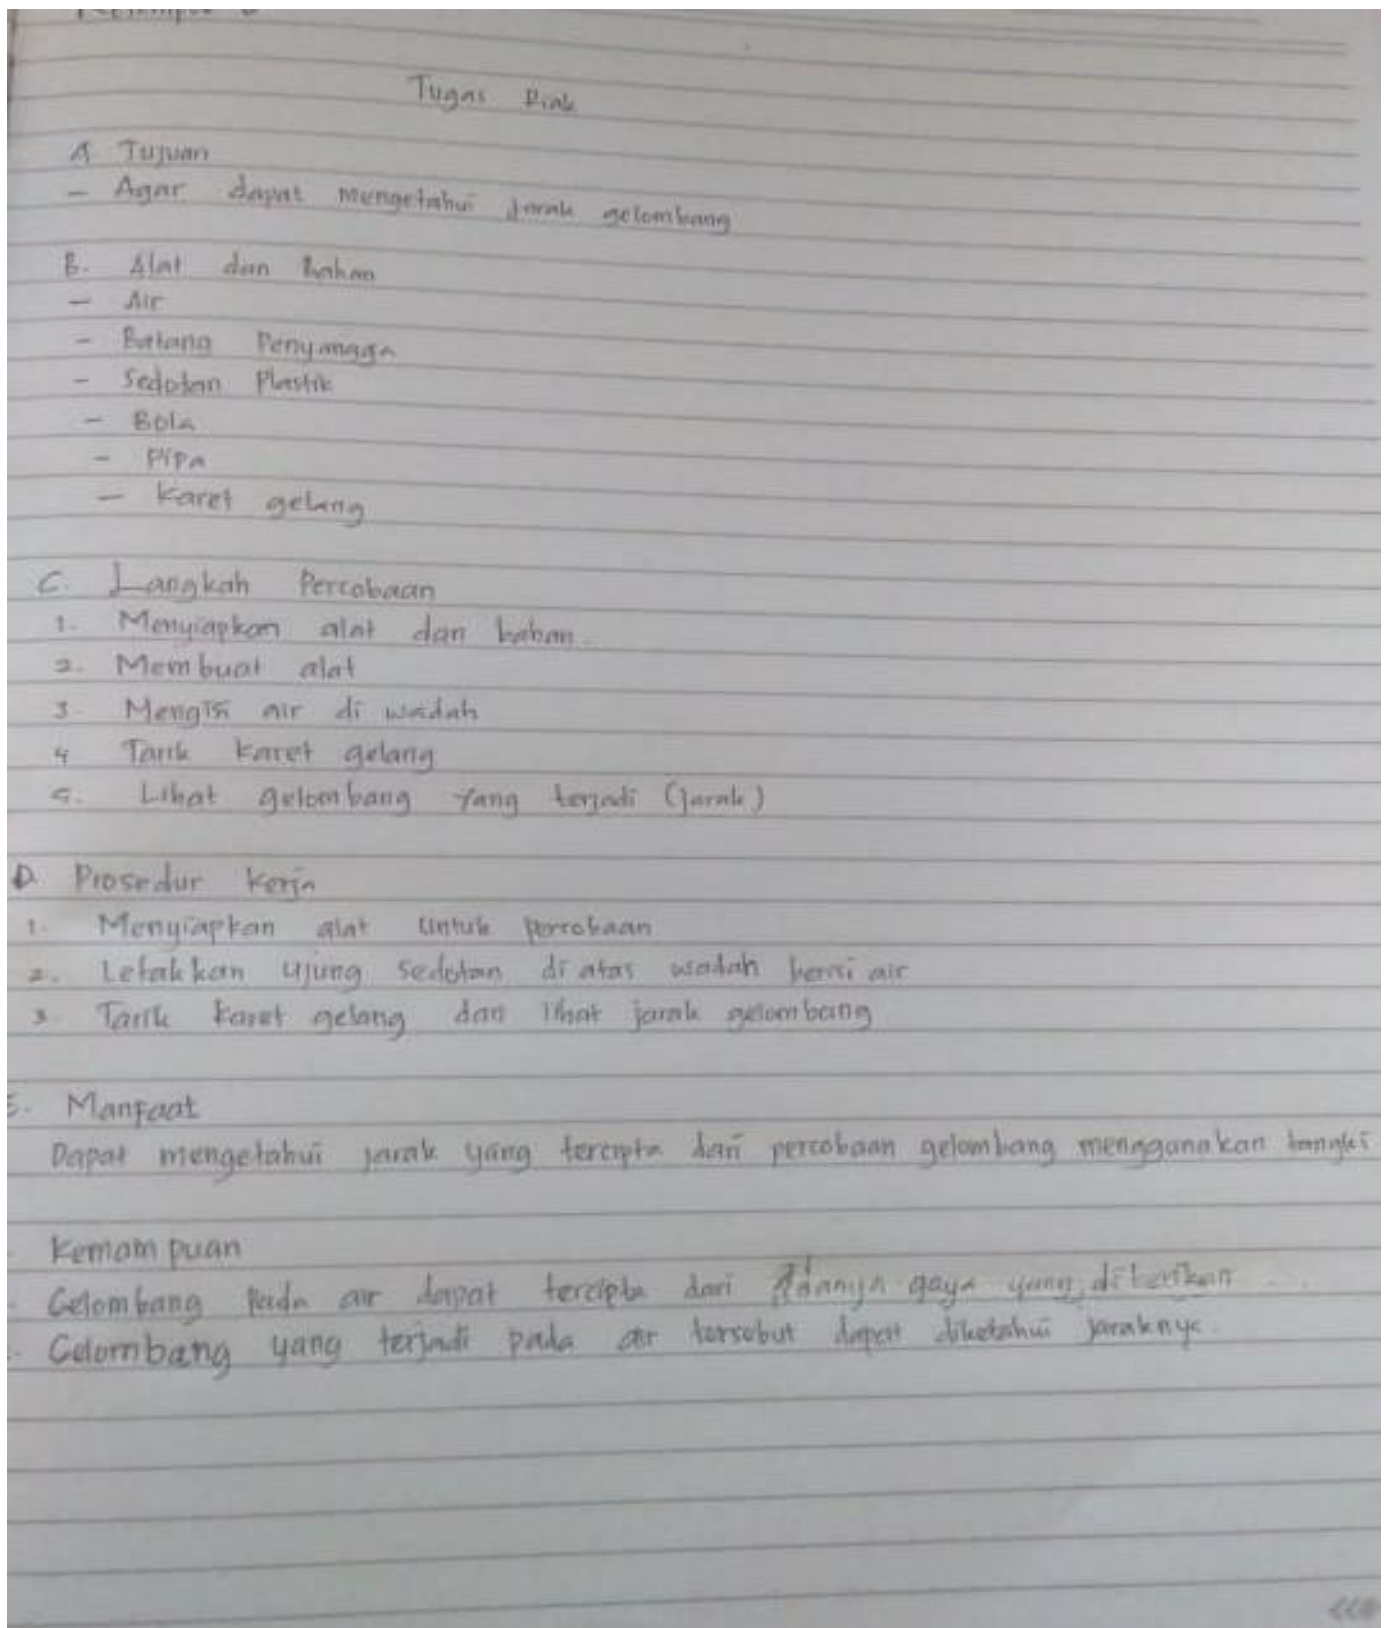 Tugas Riak
A Tujuan
- Agar dapat mengetahui jarak gelombang
B. Alat dan bahan
- Air
- Batang Penyangga
- Sedotan Plastik
- Bola
- Pipa
- Karet gelang
C. Langkah Percobaan
1. Menyiapkan alat dan bahan.
2. Membuat alat
3. Mengisi air di wadah
4 Tarik karet gelang
5. Lihat gelombang yang terjadi (jarak)
D. Prosedur Kerja
1. Menyiapkan alat untuk percobaan
2. Letakkan ujung sedotan di atas wadah berisi air
3 Tarik karet gelang dan lihat jarak gelombang
E. Manfaat
Dapat mengetahui jarak yang tercipta dari percobaan gelombang menggunakan tangki
Kemampuan
- Gelombang pada air dapat tercipta dari Adanya gaya yang diberikan
- Gelombang yang terjadi pada air tersebut dapat diketahui jaraknya.